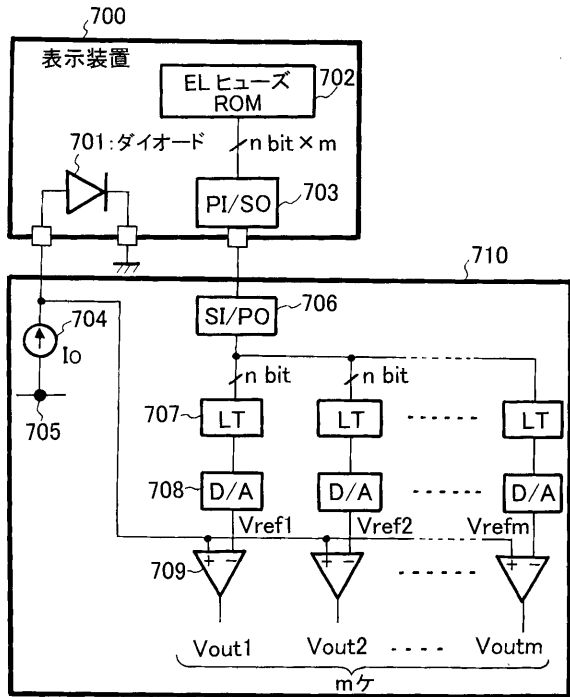 700
表示装置
ELヒューズ
ROM
702
701:ダイオード
n bit×m
PI/SO
703
710
704
Io
705
SI/PO
706
n bit
n bit
707
LT
LT
LT
708
D/A
D/A
D/A
Vref1
Vref2
Vrefm
709
+ −
+ −
+ −
Vout1
Vout2
Voutm
mケ